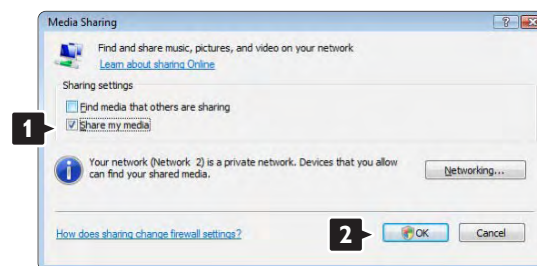 Media Sharing
Find and share music, pictures, and video on your network
Learn about sharing Online
Sharing settings
Find media that others are sharing
1
Share my media
Your network (Network 2) is a private network. Devices that you allow
can find your shared media.
Networking...
How does sharing change firewall settings?
2
OK
Cancel